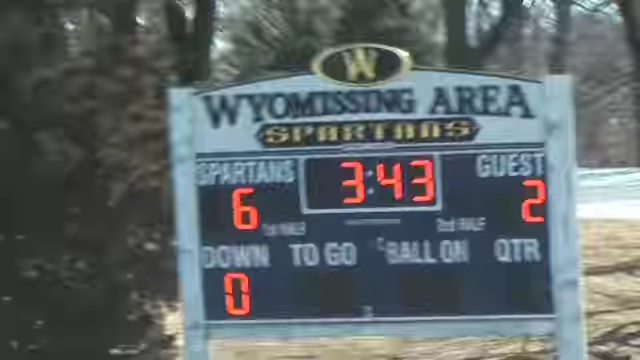 W
WYOMISSING AREA
SPARTANS
SPARTANS 3:43 GUEST
6 1st HALF 2nd HALF 2
DOWN TO GO BALL ON QTR
0